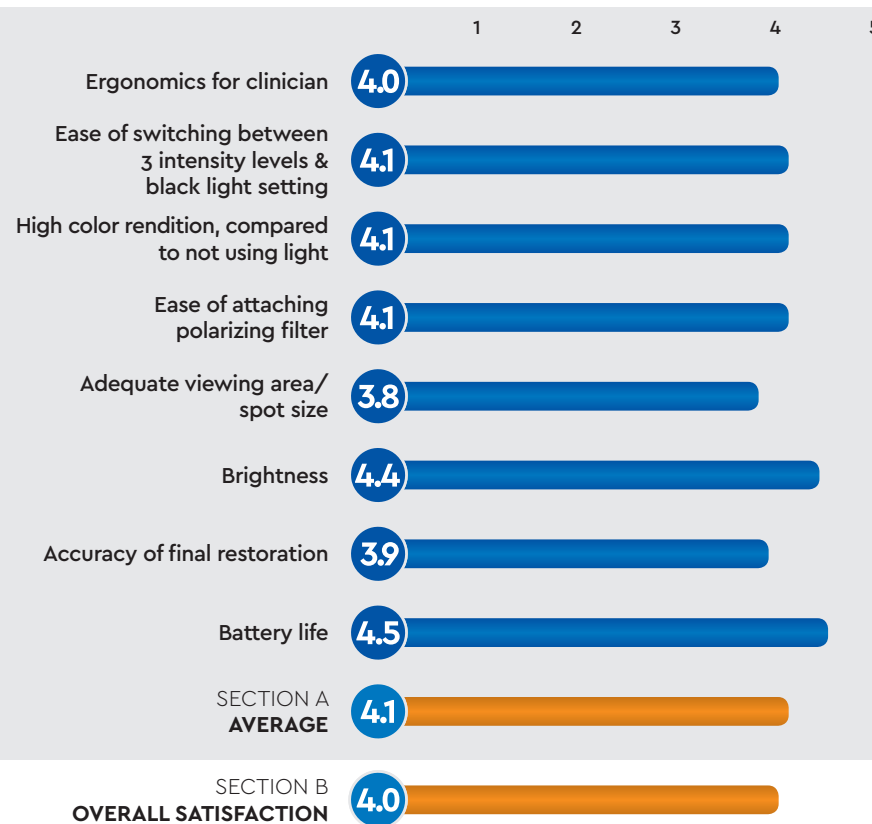 1 2 3 4 5
Ergonomics for clinician 4.0
Ease of switching between
3 intensity levels &
black light setting
4.1
High color rendition, compared
to not using light
4.1
Ease of attaching
polarizing filter
4.1
Adequate viewing area/
spot size
3.8
Brightness 4.4
Accuracy of final restoration 3.9
Battery life 4.5
SECTION A
AVERAGE
4.1
SECTION B
OVERALL SATISFACTION
4.0